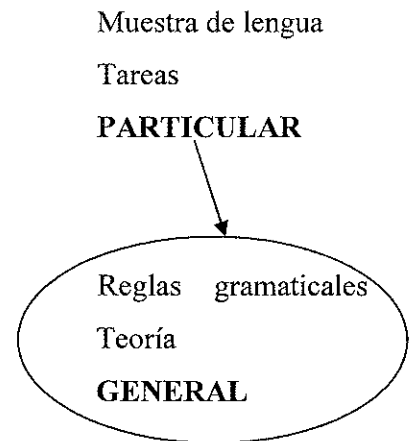 Muestra de lengua
Tareas
PARTICULAR
Reglas gramaticales
Teoría
GENERAL